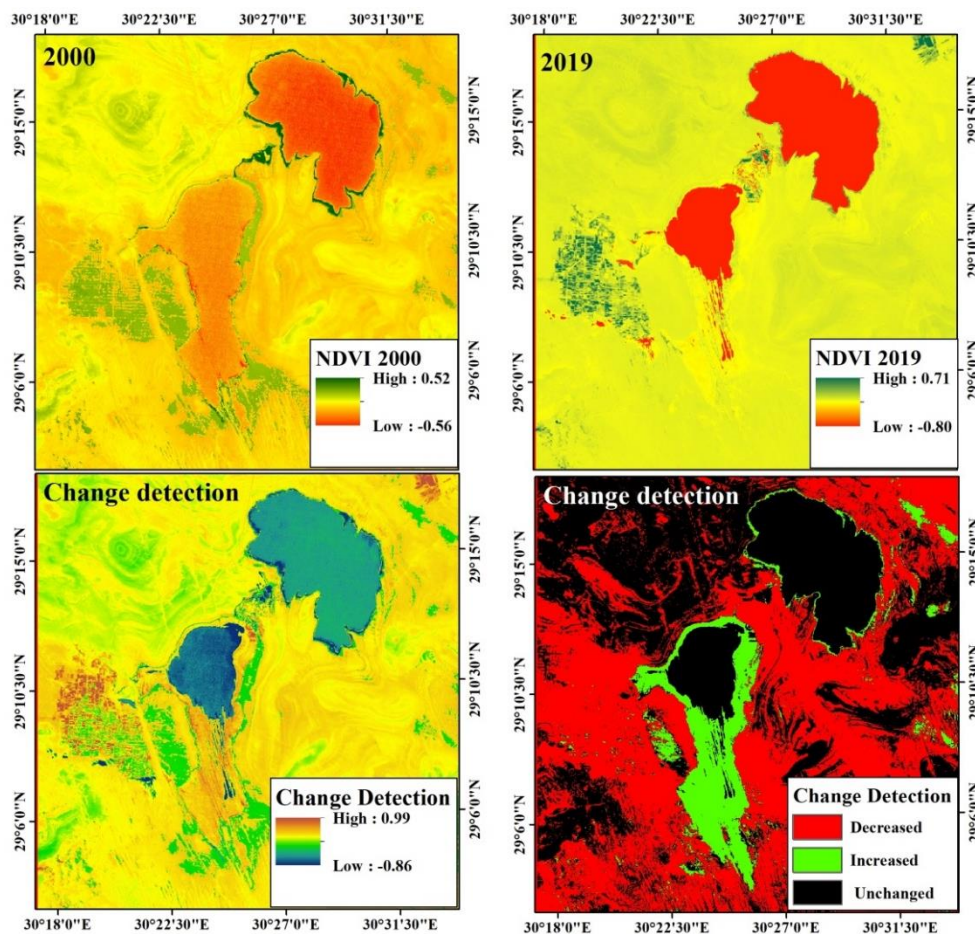 30°18'0"E 30°22'30"E 30°27'0"E 30°31'30"E
30°18'0"E 30°22'30"E 30°27'0"E 30°31'30"E
2000
2019
29°15'0"N
29°10'30"N
29°6'0"N
29°15'0"N
29°10'30"N
29°6'0"N
29°15'0"N
29°10'30"N
29°6'0"N
NDVI 2000
High : 0.52
Low : -0.56
NDVI 2019
High : 0.71
Low : -0.80
Change detection
Change detection
29°15'0"N
29°10'30"N
29°6'0"N
29°15'0"N
29°10'30"N
29°6'0"N
29°15'0"N
29°10'30"N
29°6'0"N
Change Detection
High : 0.99
Low : -0.86
Change Detection
Decreased
Increased
Unchanged
30°18'0"E 30°22'30"E 30°27'0"E 30°31'30"E
30°18'0"E 30°22'30"E 30°27'0"E 30°31'30"E